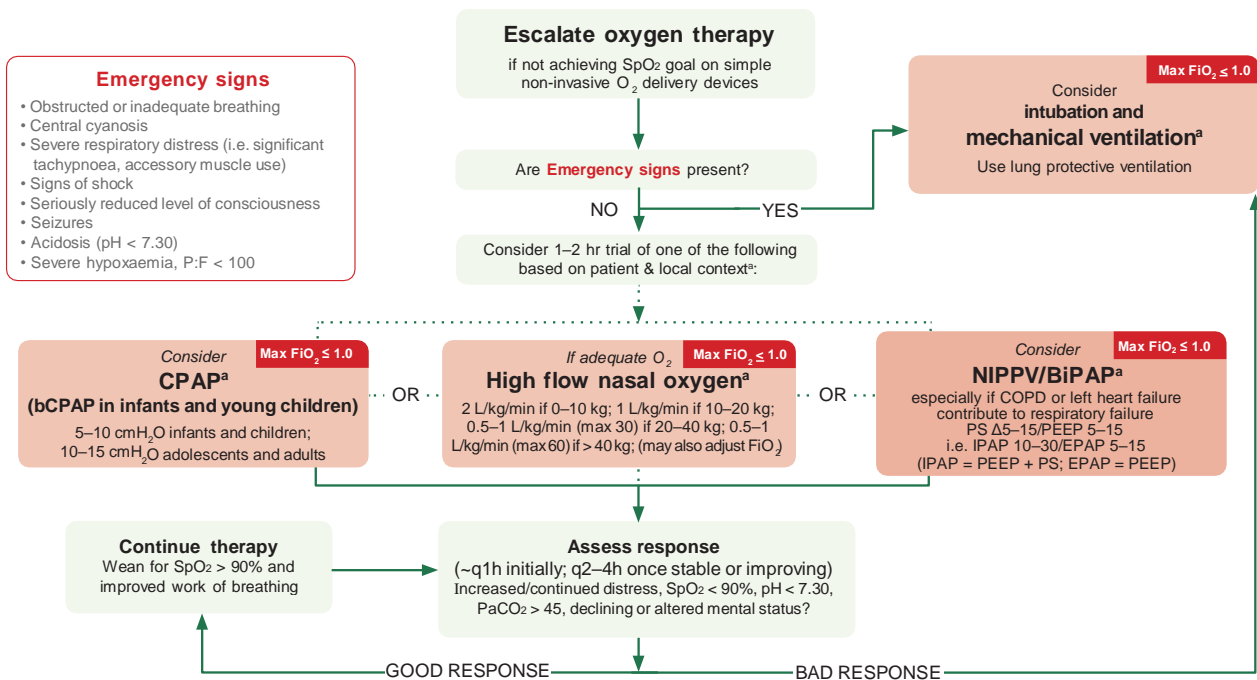 Escalate oxygen therapy
if not achieving SpO₂ goal on simple
non-invasive O₂ delivery devices
Emergency signs
• Obstructed or inadequate breathing
• Central cyanosis
• Severe respiratory distress (i.e. significant
tachypnoea, accessory muscle use)
• Signs of shock
• Seriously reduced level of consciousness
• Seizures
• Acidosis (pH < 7.30)
• Severe hypoxaemia, P:F < 100
Max FiO₂ ≤ 1.0
Consider
intubation and
mechanical ventilationᵃ
Use lung protective ventilation
Are Emergency signs present?
NO
YES
Consider 1–2 hr trial of one of the following
based on patient & local contextᵃ:
Max FiO₂ ≤ 1.0
Consider
CPAPᵃ
(bCPAP in infants and young children)
5–10 cmH₂O infants and children;
10–15 cmH₂O adolescents and adults
OR
Max FiO₂ ≤ 1.0
If adequate O₂
High flow nasal oxygenᵃ
2 L/kg/min if 0–10 kg; 1 L/kg/min if 10–20 kg;
0.5–1 L/kg/min (max 30) if 20–40 kg; 0.5–1
L/kg/min (max 60) if > 40 kg; (may also adjust FiO₂)
OR
Max FiO₂ ≤ 1.0
Consider
NIPPV/BiPAPᵃ
especially if COPD or left heart failure
contribute to respiratory failure
PS Δ5–15/PEEP 5–15
i.e. IPAP 10–30/EPAP 5–15
(IPAP = PEEP + PS; EPAP = PEEP)
Continue therapy
Wean for SpO₂ > 90% and
improved work of breathing
Assess response
(~q1h initially; q2–4h once stable or improving)
Increased/continued distress, SpO₂ < 90%, pH < 7.30,
PaCO₂ > 45, declining or altered mental status?
GOOD RESPONSE
BAD RESPONSE